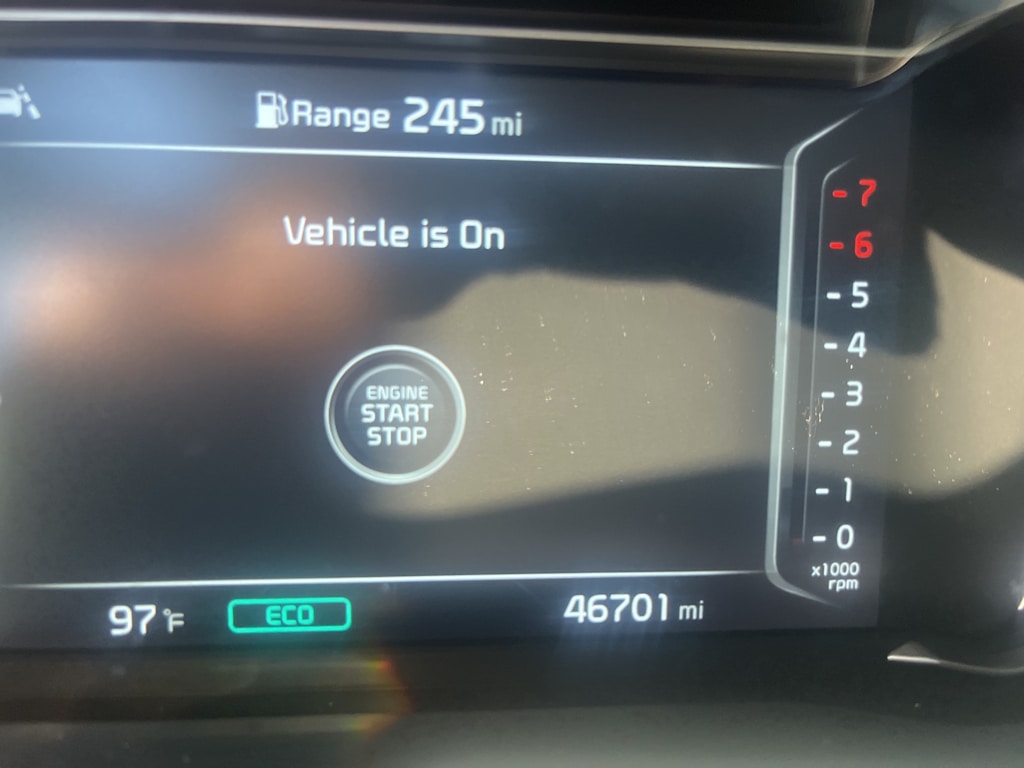 Range 245 mi
Vehicle is On
ENGINE
START
STOP
- 7
- 6
- 5
- 4
- 3
- 2
- 1
- 0
x1000
rpm
97 °F
ECO
46701 mi